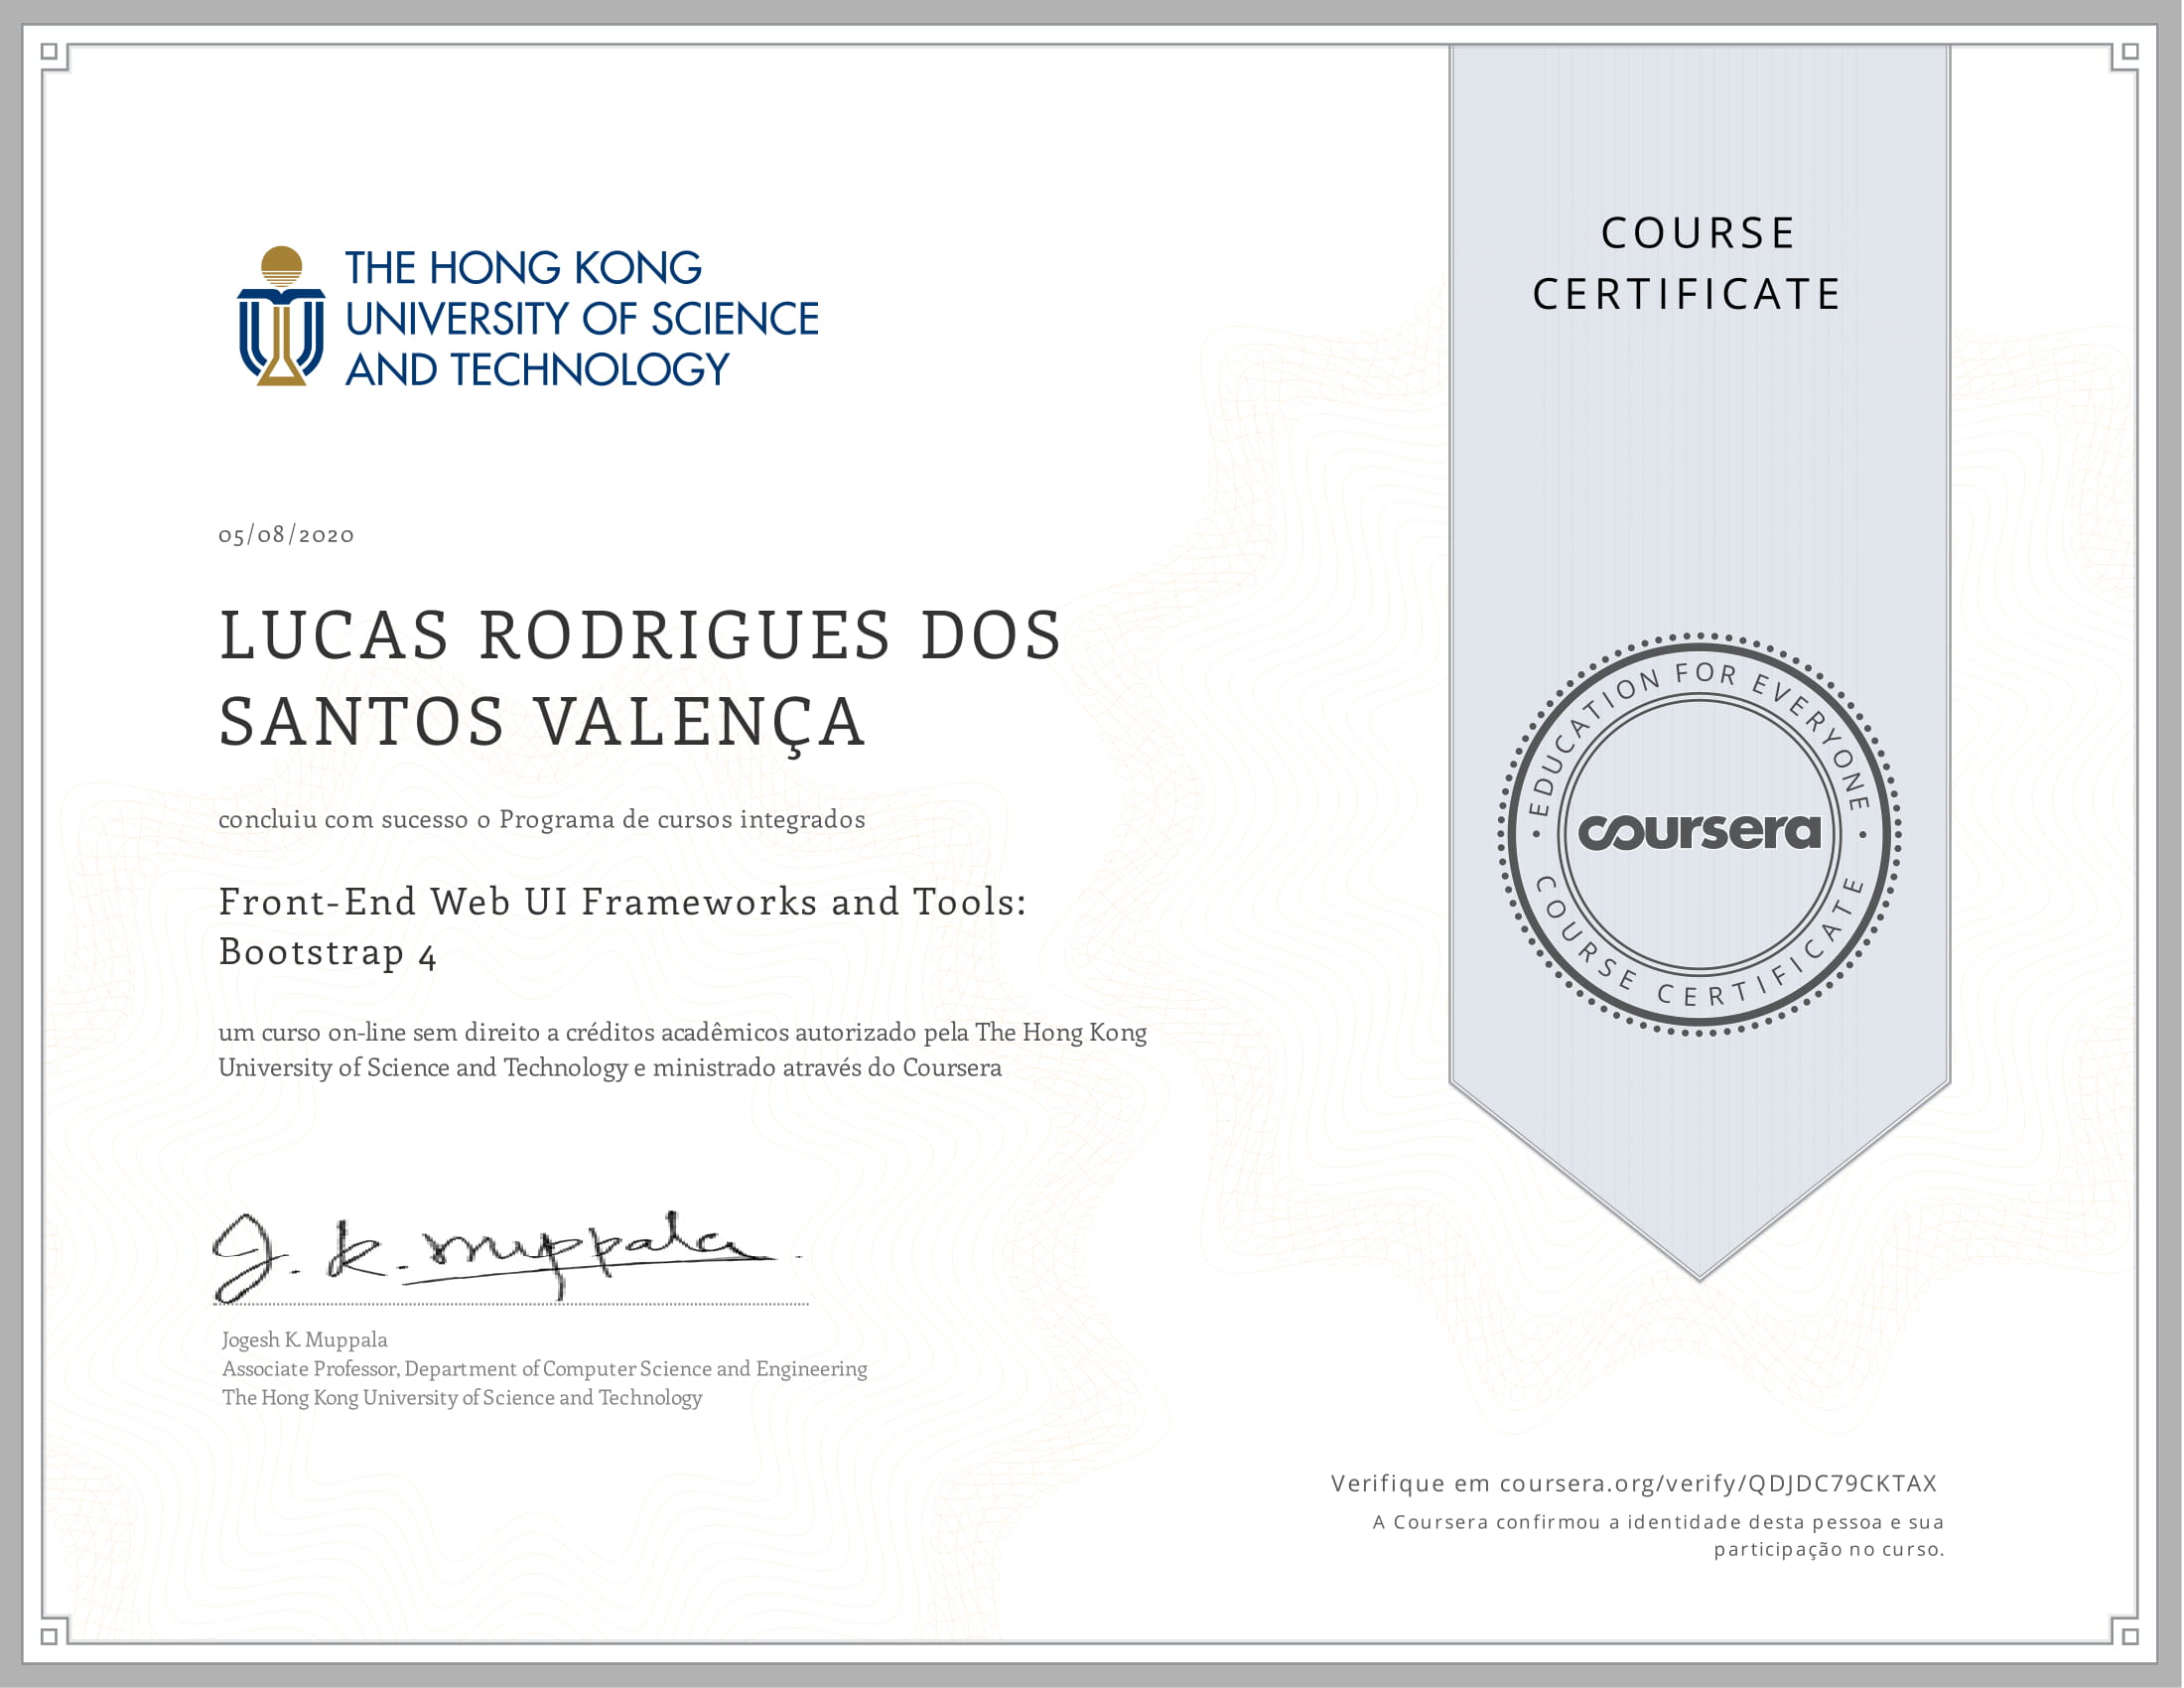 THE HONG KONG
UNIVERSITY OF SCIENCE
AND TECHNOLOGY
COURSE
CERTIFICATE
05/08/2020
LUCAS RODRIGUES DOS
SANTOS VALENÇA
concluiu com sucesso o Programa de cursos integrados
Front-End Web UI Frameworks and Tools:
Bootstrap 4
um curso on-line sem direito a créditos acadêmicos autorizado pela The Hong Kong
University of Science and Technology e ministrado através do Coursera
EDUCATION FOR EVERYONE
coursera
COURSE CERTIFICATE
J. K. Muppala
Jogesh K. Muppala
Associate Professor, Department of Computer Science and Engineering
The Hong Kong University of Science and Technology
Verifique em coursera.org/verify/QDJDC79CKTAX
A Coursera confirmou a identidade desta pessoa e sua
participação no curso.